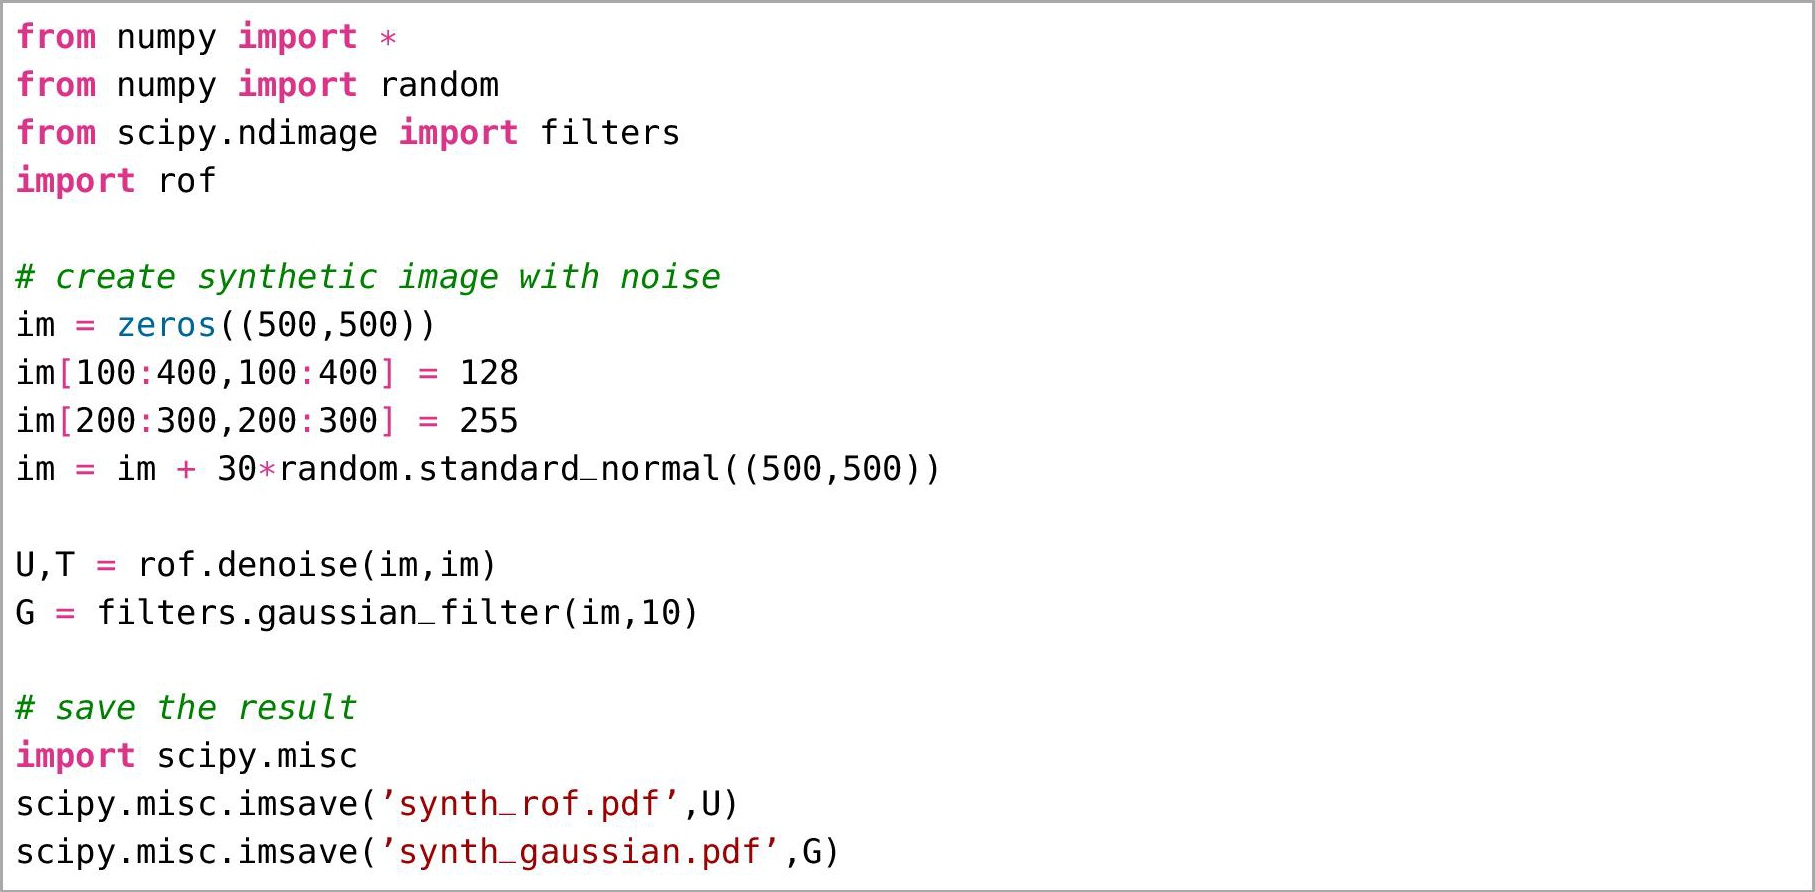 from numpy import *
from numpy import random
from scipy.ndimage import filters
import rof
# create synthetic image with noise
im = zeros((500,500))
im[100:400,100:400] = 128
im[200:300,200:300] = 255
im = im + 30*random.standard_normal((500,500))
U,T = rof.denoise(im,im)
G = filters.gaussian_filter(im,10)
# save the result
import scipy.misc
scipy.misc.imsave(’synth_rof.pdf’,U)
scipy.misc.imsave(’synth_gaussian.pdf’,G)